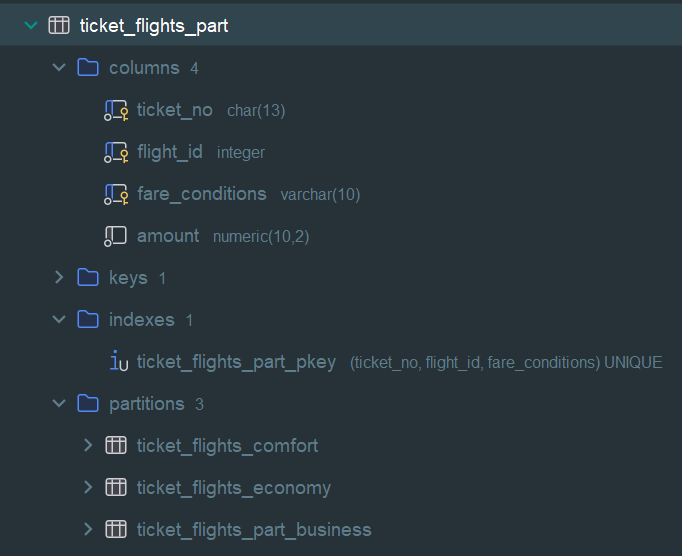 ticket_flights_part
columns 4
ticket_no char(13)
flight_id integer
fare_conditions varchar(10)
amount numeric(10,2)
keys 1
indexes 1
ticket_flights_part_pkey (ticket_no, flight_id, fare_conditions) UNIQUE
partitions 3
ticket_flights_comfort
ticket_flights_economy
ticket_flights_part_business